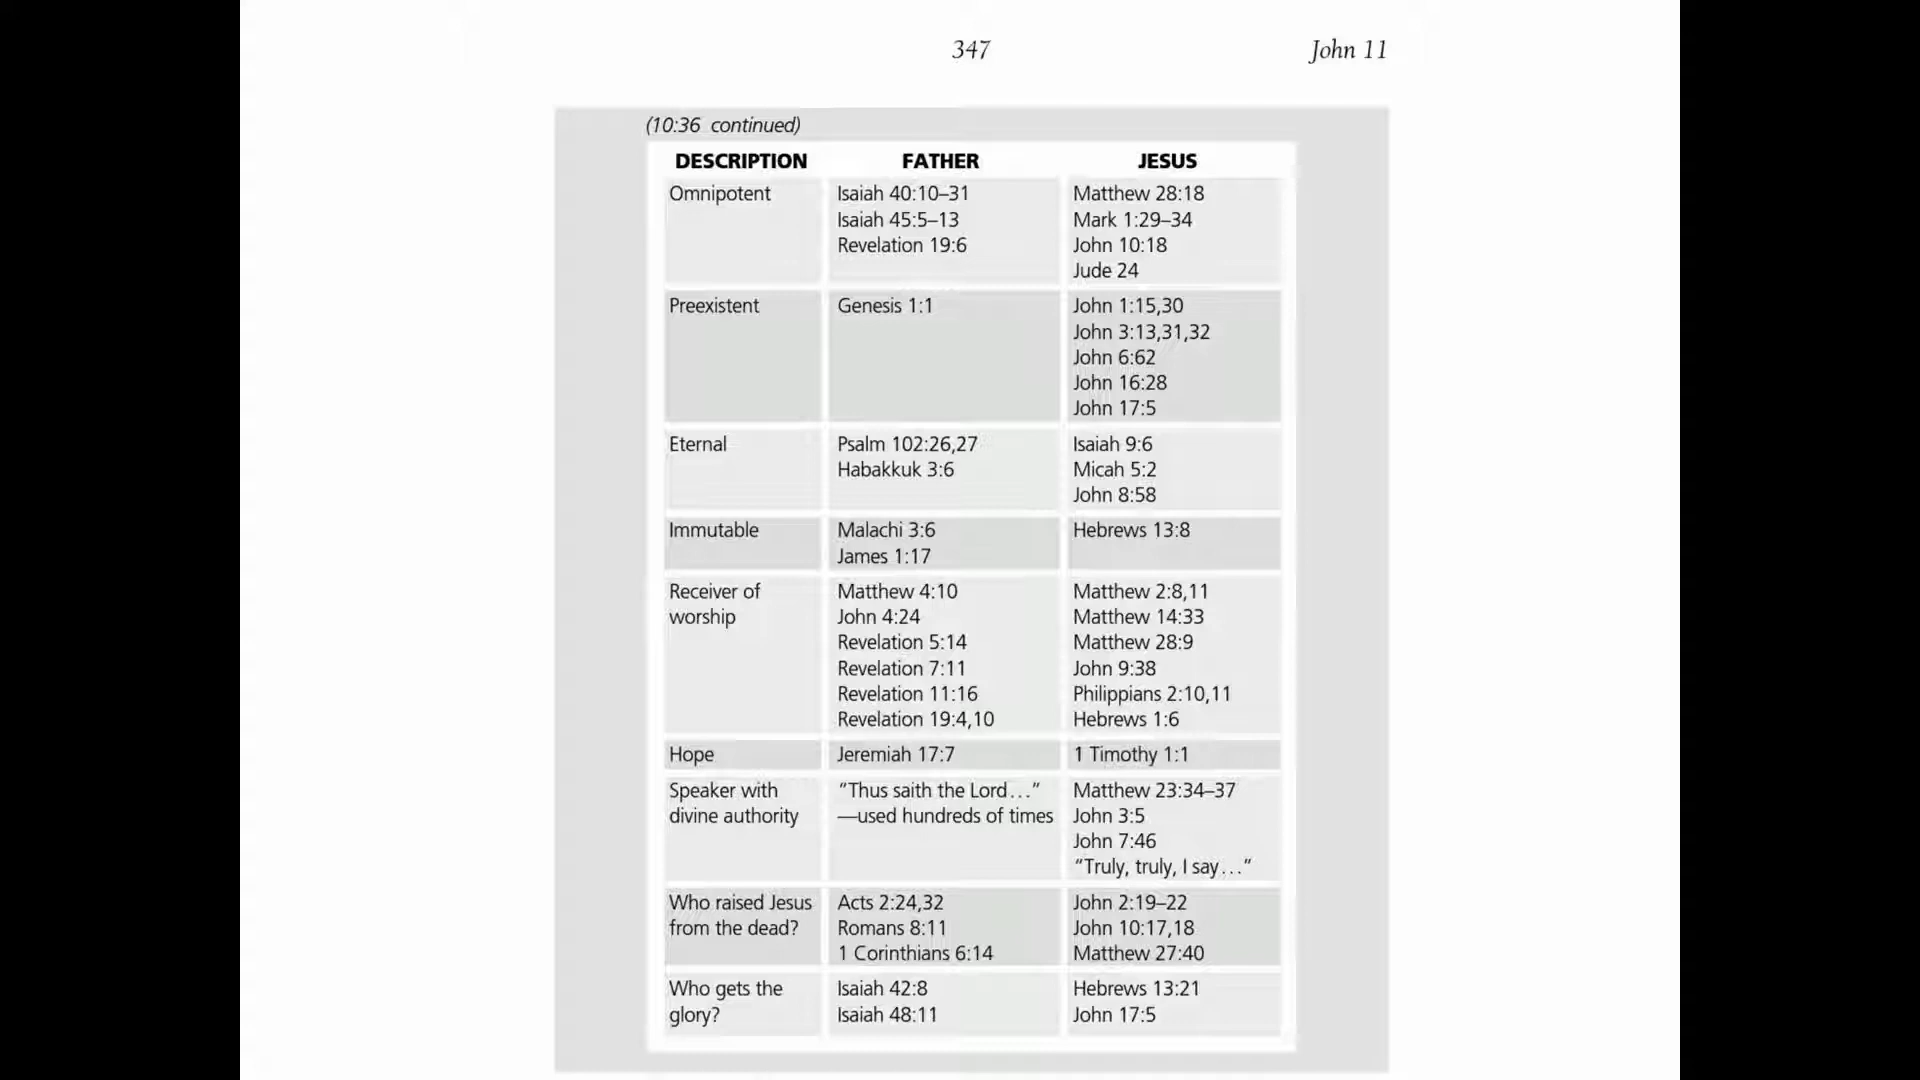 347 John 11
(10:36 continued)
DESCRIPTION FATHER JESUS
Omnipotent Isaiah 40:10–31 Matthew 28:18
Isaiah 45:5–13 Mark 1:29–34
Revelation 19:6 John 10:18
Jude 24
Preexistent Genesis 1:1 John 1:15,30
John 3:13,31,32
John 6:62
John 16:28
John 17:5
Eternal Psalm 102:26,27 Isaiah 9:6
Habakkuk 3:6 Micah 5:2
John 8:58
Immutable Malachi 3:6 Hebrews 13:8
James 1:17
Receiver of Matthew 4:10 Matthew 2:8,11
worship John 4:24 Matthew 14:33
Revelation 5:14 Matthew 28:9
Revelation 7:11 John 9:38
Revelation 11:16 Philippians 2:10,11
Revelation 19:4,10 Hebrews 1:6
Hope Jeremiah 17:7 1 Timothy 1:1
Speaker with “Thus saith the Lord…” Matthew 23:34–37
divine authority —used hundreds of times John 3:5
John 7:46
“Truly, truly, I say…”
Who raised Jesus Acts 2:24,32 John 2:19–22
from the dead? Romans 8:11 John 10:17,18
1 Corinthians 6:14 Matthew 27:40
Who gets the Isaiah 42:8 Hebrews 13:21
glory? Isaiah 48:11 John 17:5